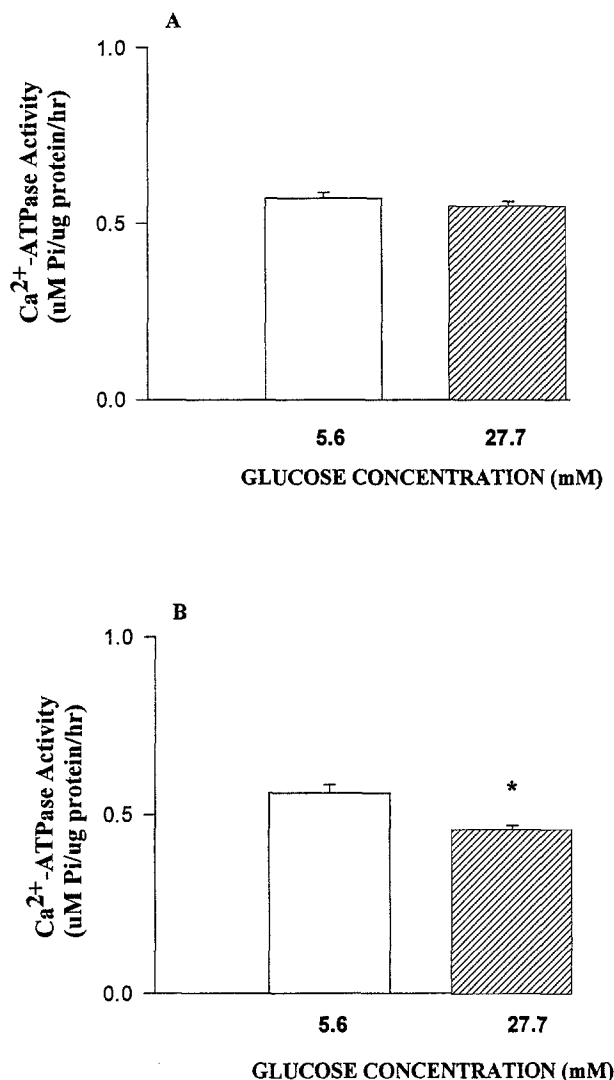 A
Ca2+-ATPase Activity
(uM Pi/ug protein/hr)
1.0
0.5
0.0
5.6 27.7
GLUCOSE CONCENTRATION (mM)
B
Ca2+-ATPase Activity
(uM Pi/ug protein/hr)
1.0
0.5
0.0
*
5.6 27.7
GLUCOSE CONCENTRATION (mM)